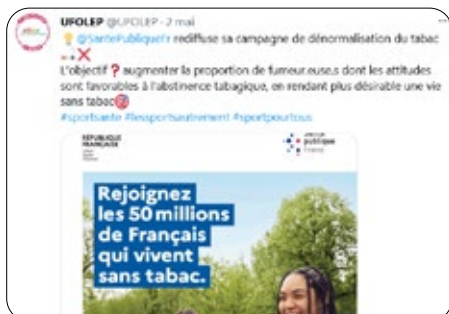 UFOLEP @UFOLEP · 2 mai
@SantePubliqueFr rediffuse sa campagne de dénormalisation du tabac
L'objectif ? augmenter la proportion de fumeur.euse.s dont les attitudes
sont favorables à l'abstinence tabagique, en rendant plus désirable une vie
sans tabac
#sportsante #lessportsautrement #sportpourtous
RÉPUBLIQUE
FRANÇAISE
publique
France
Rejoignez
les 50 millions
de Français
qui vivent
sans tabac.